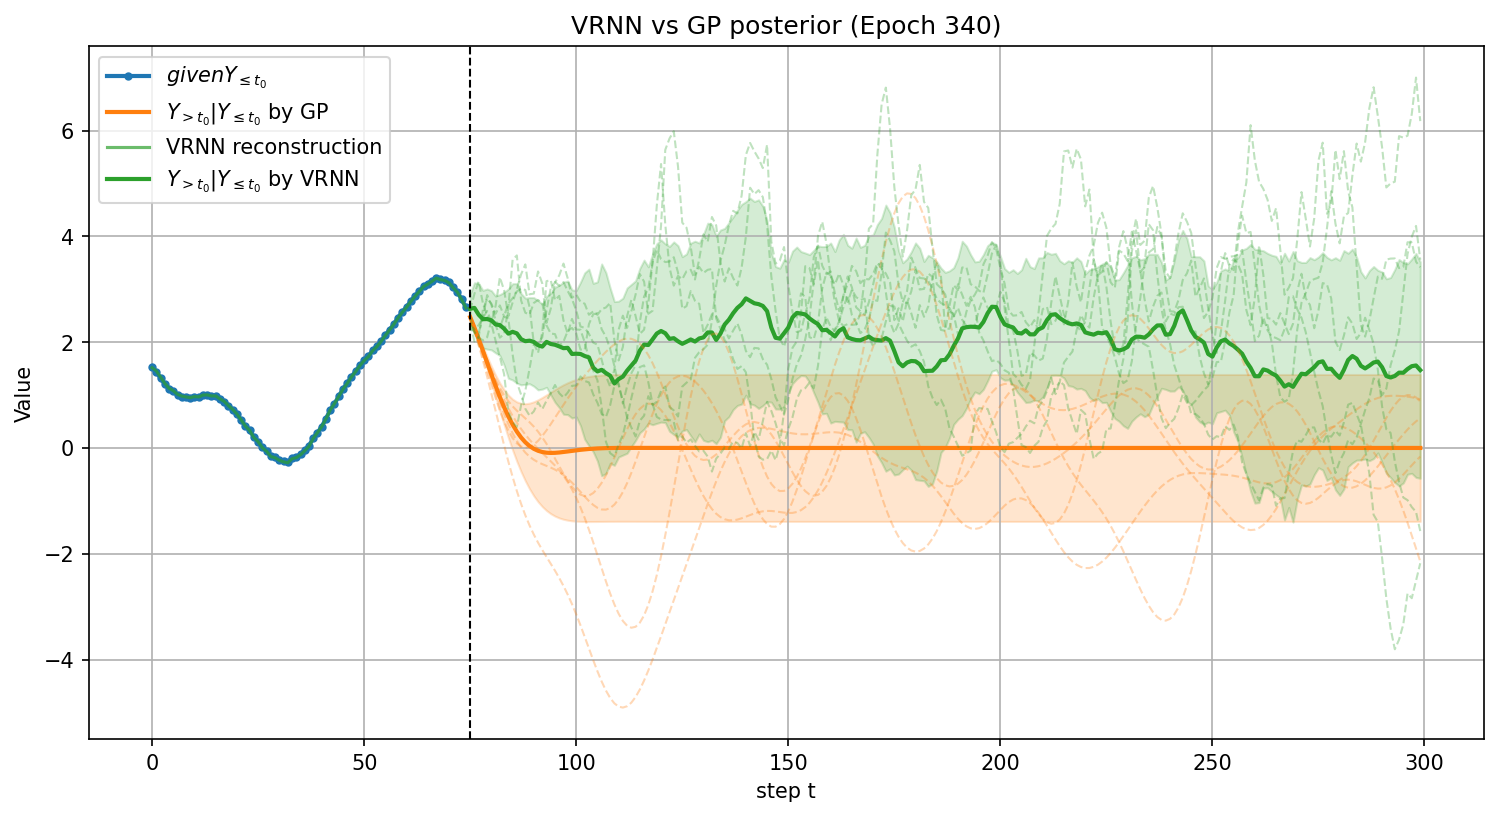 VRNN vs GP posterior (Epoch 340)
givenY≤t₀
Y>t₀|Y≤t₀ by GP
VRNN reconstruction
Y>t₀|Y≤t₀ by VRNN
Value
6
4
2
0
−2
−4
0 50 100 150 200 250 300
step t